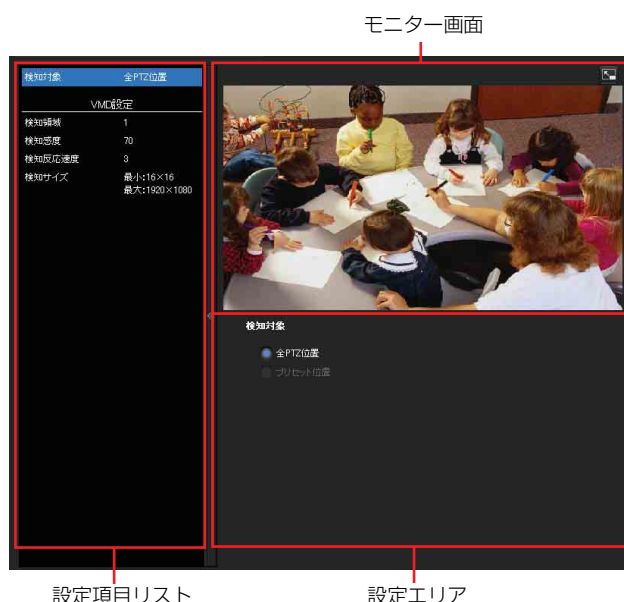 モニター画面
検知対象 全PTZ位置
VMD設定
検知領域 1
検知感度 70
検知反応速度 3
検知サイズ 最小:16×16
最大:1920×1080
検知対象
全PTZ位置
プリセット位置
設定項目リスト 設定エリア